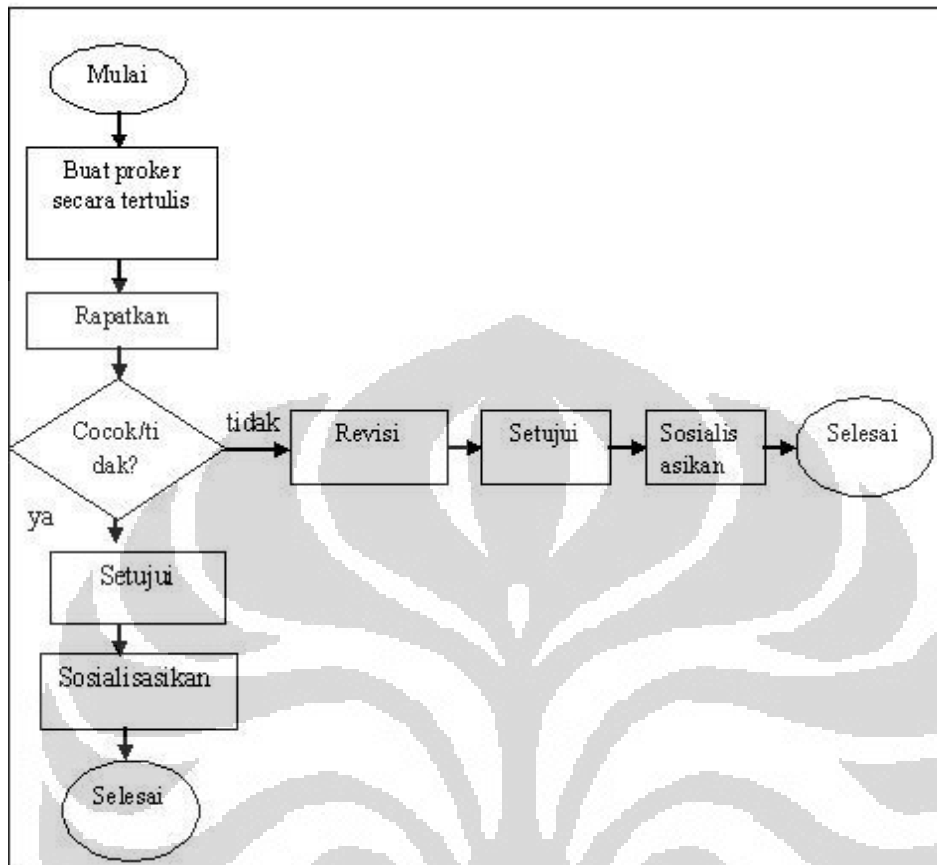 Mulai
Buat proker
secara tertulis
Rapatkan
Cocok/ti
dak?
tidak
Revisi
Setujui
Sosialis
asikan
Selesai
ya
Setujui
Sosialisasikan
Selesai